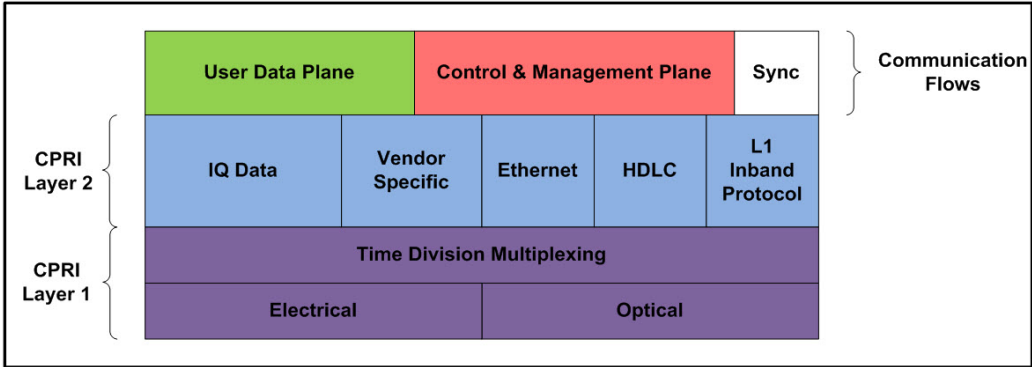 User Data Plane
Control & Management Plane
Sync
Communication
Flows
CPRI
Layer 2
IQ Data
Vendor
Specific
Ethernet
HDLC
L1
Inband
Protocol
CPRI
Layer 1
Time Division Multiplexing
Electrical
Optical